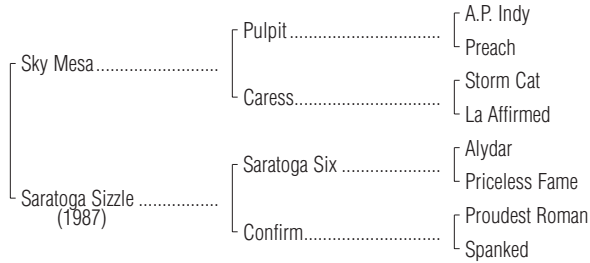 A.P. Indy
Pulpit
Preach
Sky Mesa
Storm Cat
Caress
La Affirmed
Alydar
Saratoga Six
Priceless Fame
Saratoga Sizzle
(1987)
Proudest Roman
Confirm
Spanked